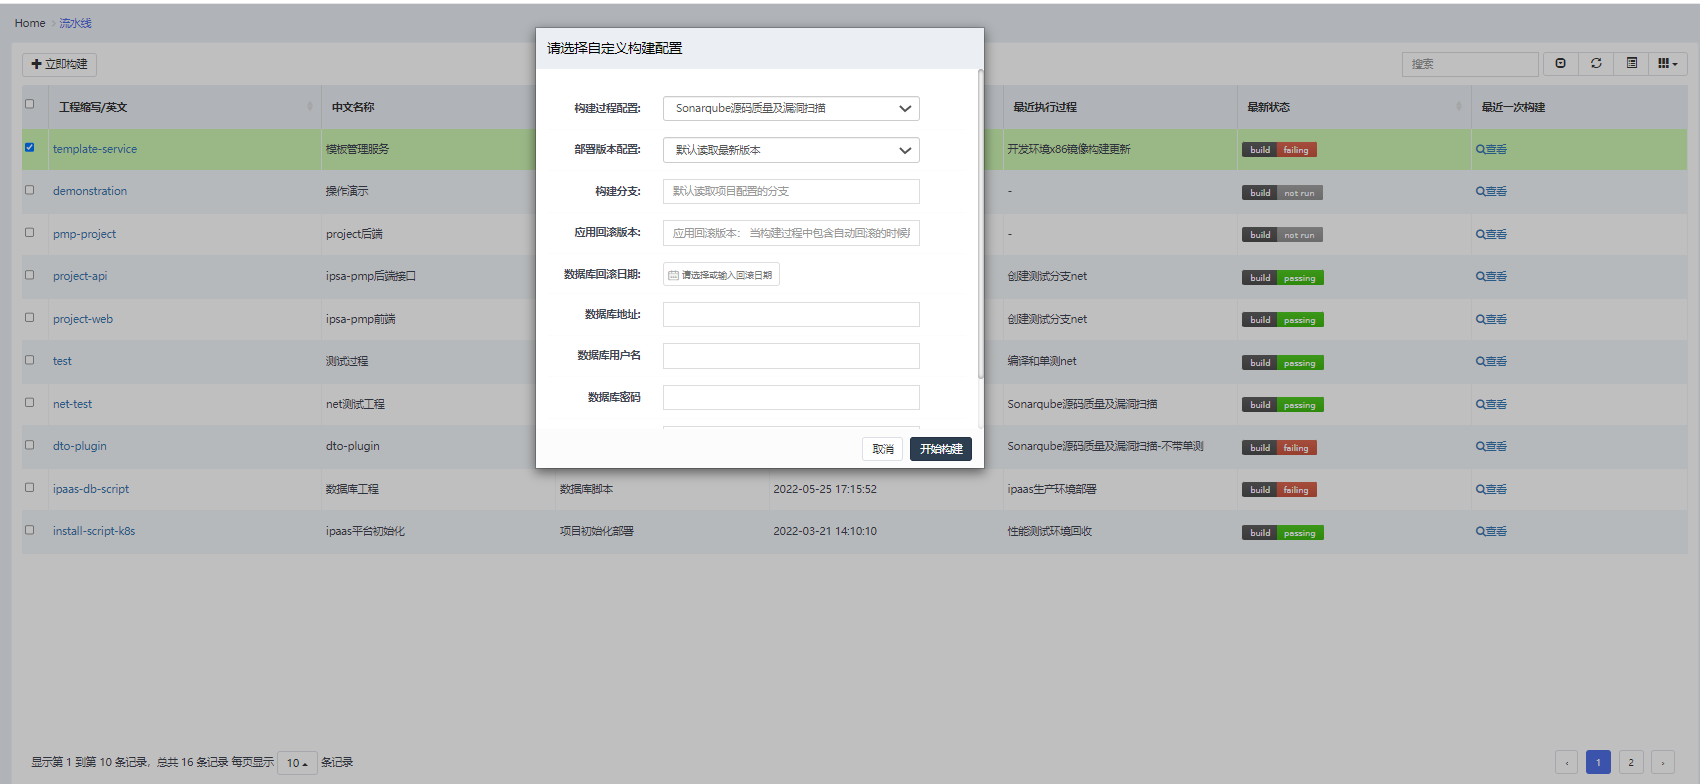 Home > 流水线
立即构建
搜索
工程缩写/英文 中文名称 最近执行过程 最新状态 最近一次构建
template-service 模板管理服务 开发环境x86镜像构建更新 build failing 查看
demonstration 操作演示 - build not run 查看
pmp-project project后端 - build not run 查看
project-api ipsa-pmp后端接口 创建测试分支net build passing 查看
project-web ipsa-pmp前端 创建测试分支net build passing 查看
test 测试过程 编译和单测net build passing 查看
net-test net测试工程 Sonarqube源码质量及漏洞扫描 build passing 查看
dto-plugin dto-plugin Sonarqube源码质量及漏洞扫描-不带单测 build failing 查看
ipaas-db-script 数据库工程 数据库脚本 2022-05-25 17:15:52 ipaas生产环境部署 build failing 查看
install-script-k8s ipaas平台初始化 项目初始化部署 2022-03-21 14:10:10 性能测试环境回收 build passing 查看
请选择自定义构建配置
构建过程配置: Sonarqube源码质量及漏洞扫描
部署版本配置: 默认读取最新版本
构建分支: 默认读取项目配置的分支
应用回滚版本: 应用回滚版本： 当构建过程中包含自动回滚的时候
数据库回滚日期: 请选择或输入回滚日期
数据库地址:
数据库用户名
数据库密码
取消 开始构建
显示第 1 到第 10 条记录，总共 16 条记录 每页显示 10 条记录
‹ 1 2 ›